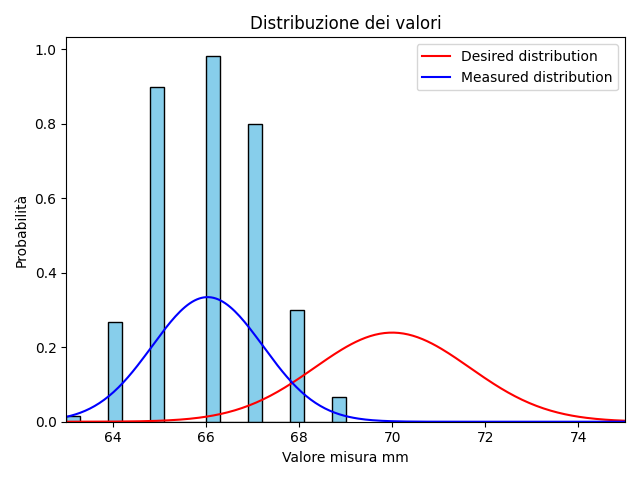 Distribuzione dei valori
Desired distribution
Measured distribution
Probabilità
1.0
0.8
0.6
0.4
0.2
0.0
64 66 68 70 72 74
Valore misura mm